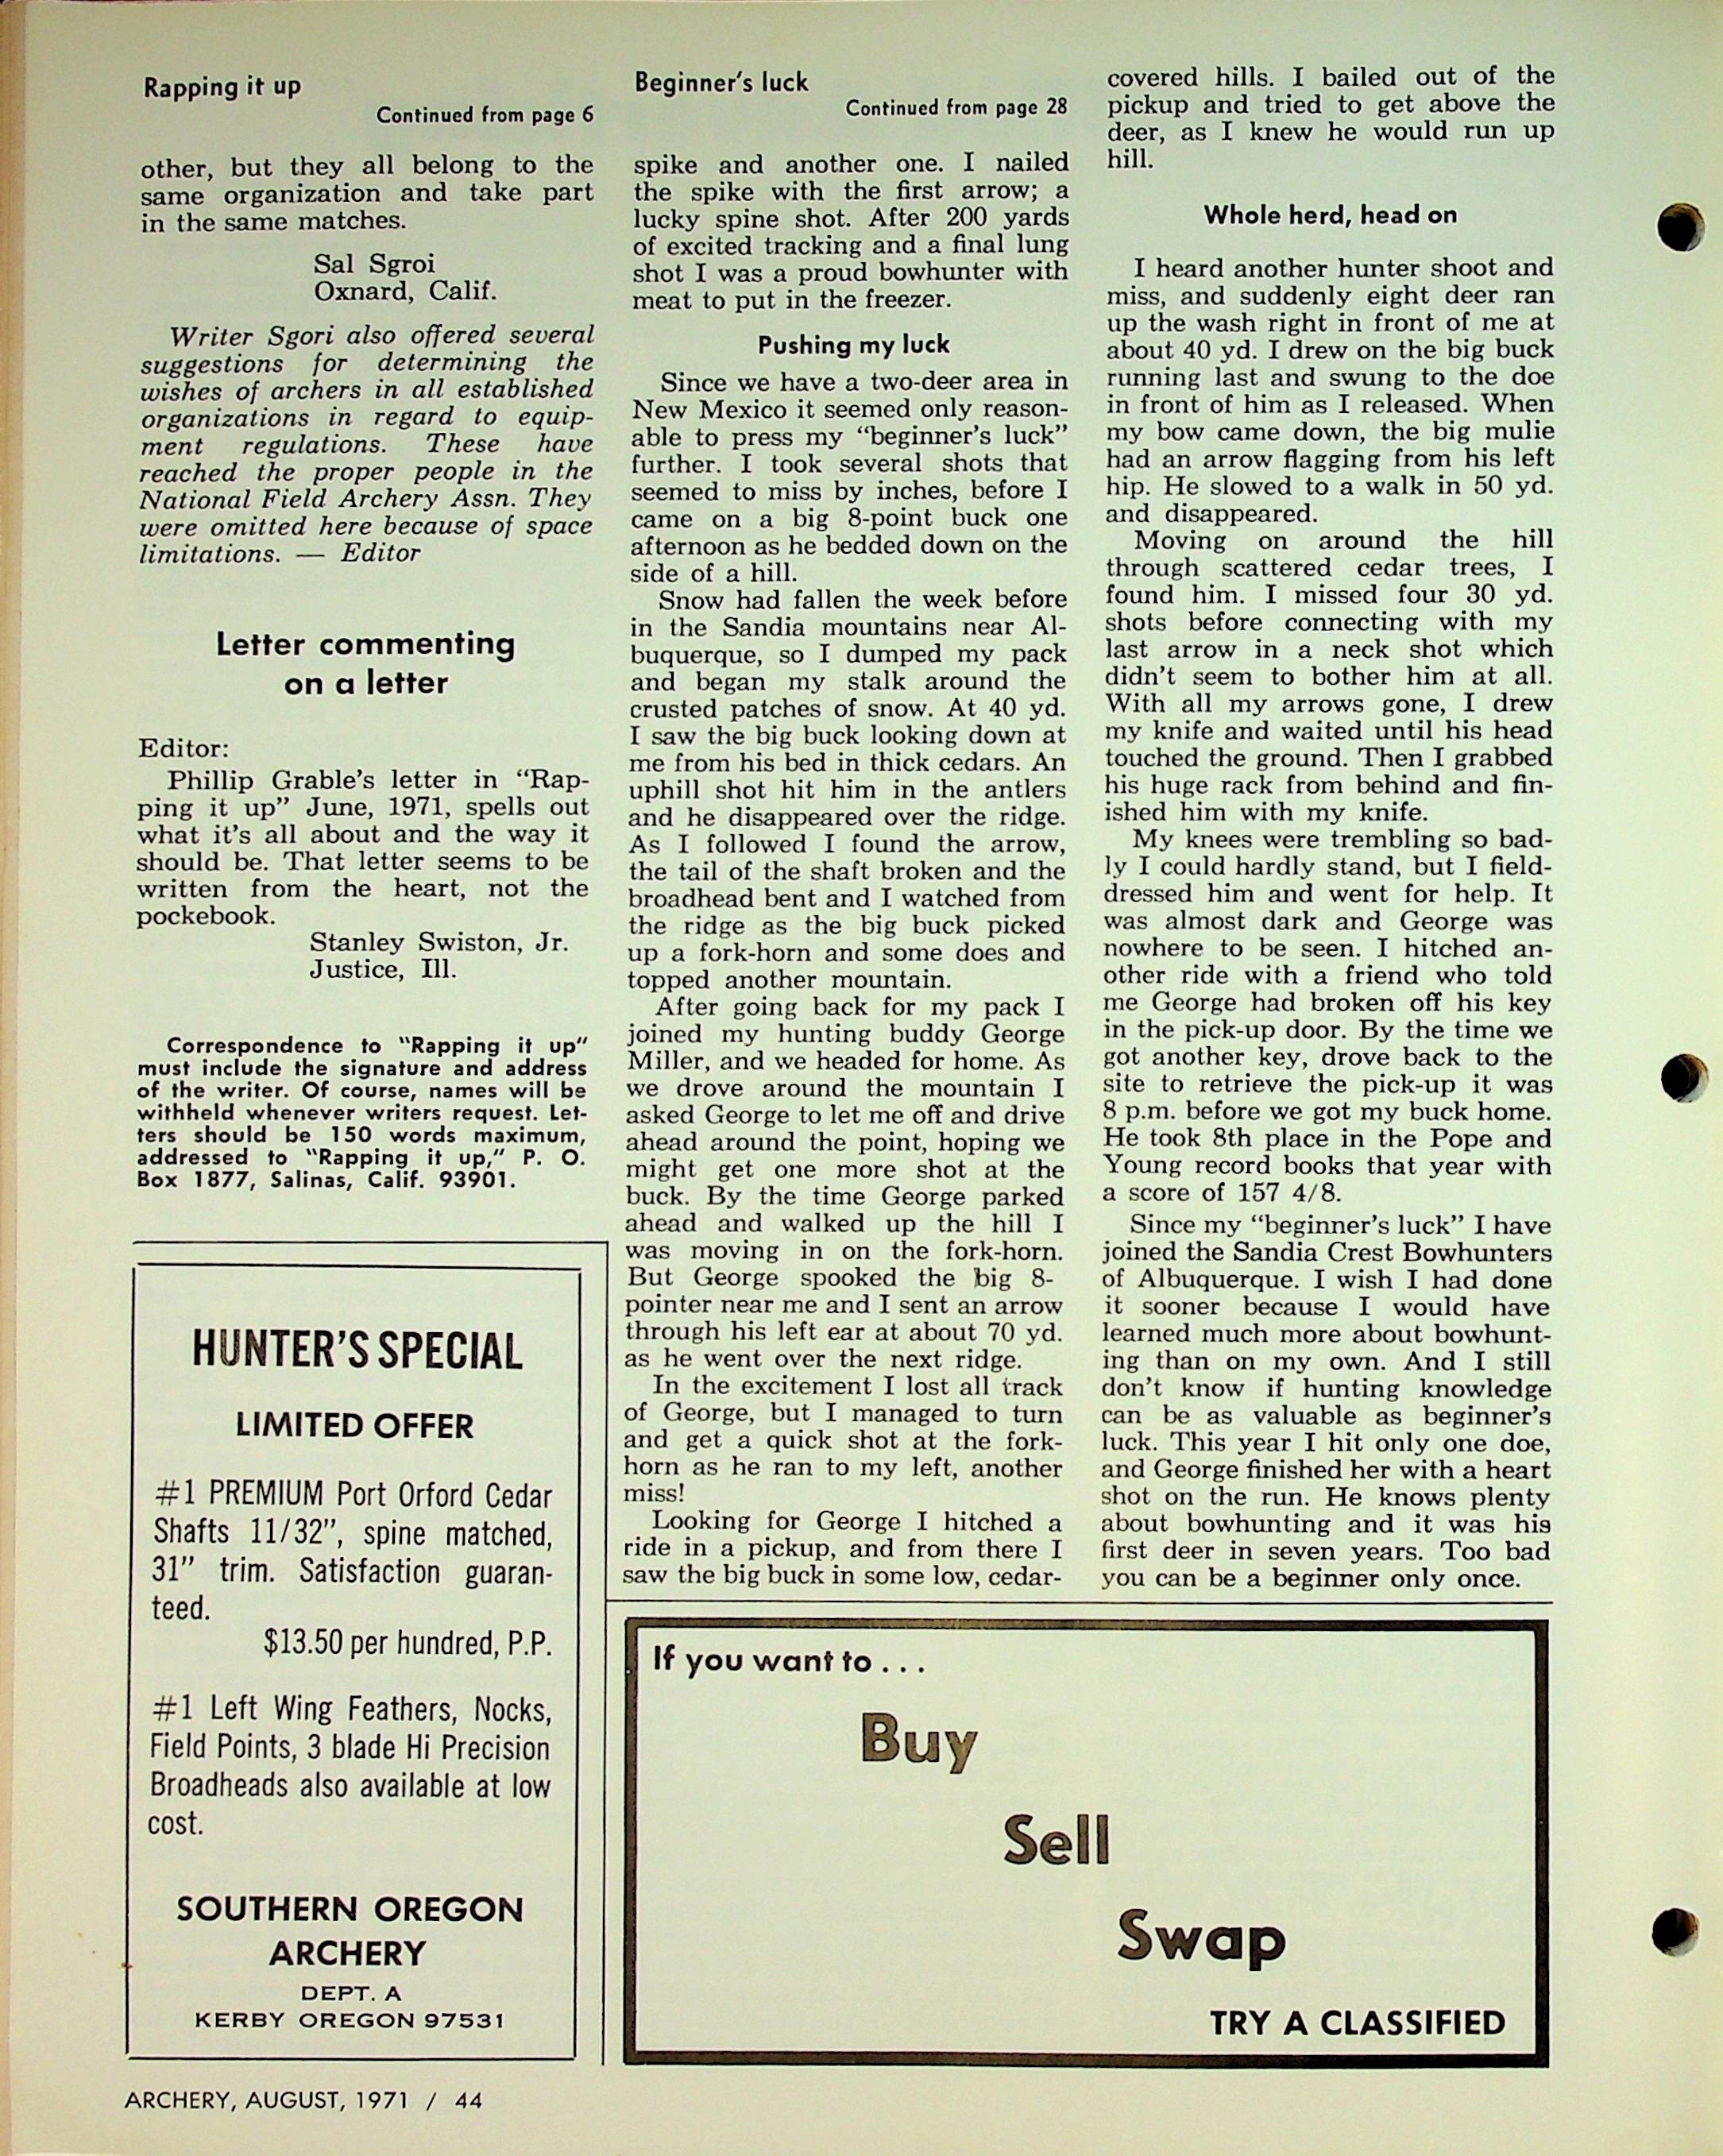 Rapping it up
Continued from page 6
other, but they all belong to the
same organization and take part
in the same matches.
Sal Sgroi
Oxnard, Calif.
Writer Sgori also offered several
suggestions for determining the
wishes of archers in all established
organizations in regard to equip-
ment regulations. These have
reached the proper people in the
National Field Archery Assn. They
were omitted here because of space
limitations. — Editor
Letter commenting
on a letter
Editor:
Phillip Grable's letter in "Rap-
ping it up" June, 1971, spells out
what it's all about and the way it
should be. That letter seems to be
written from the heart, not the
pockebook.
Stanley Swiston, Jr.
Justice, Ill.
Correspondence to "Rapping it up"
must include the signature and address
of the writer. Of course, names will be
withheld whenever writers request. Let-
ters should be 150 words maximum,
addressed to "Rapping it up," P. O.
Box 1877, Salinas, Calif. 93901.
HUNTER'S SPECIAL
LIMITED OFFER
#1 PREMIUM Port Orford Cedar
Shafts 11/32", spine matched,
31" trim. Satisfaction guaran-
teed.
$13.50 per hundred, P.P.
#1 Left Wing Feathers, Nocks,
Field Points, 3 blade Hi Precision
Broadheads also available at low
cost.
SOUTHERN OREGON
ARCHERY
DEPT. A
KERBY OREGON 97531
Beginner's luck
Continued from page 28
spike and another one. I nailed
the spike with the first arrow; a
lucky spine shot. After 200 yards
of excited tracking and a final lung
shot I was a proud bowhunter with
meat to put in the freezer.
Pushing my luck
Since we have a two-deer area in
New Mexico it seemed only reason-
able to press my "beginner's luck"
further. I took several shots that
seemed to miss by inches, before I
came on a big 8-point buck one
afternoon as he bedded down on the
side of a hill.
Snow had fallen the week before
in the Sandia mountains near Al-
buquerque, so I dumped my pack
and began my stalk around the
crusted patches of snow. At 40 yd.
I saw the big buck looking down at
me from his bed in thick cedars. An
uphill shot hit him in the antlers
and he disappeared over the ridge.
As I followed I found the arrow,
the tail of the shaft broken and the
broadhead bent and I watched from
the ridge as the big buck picked
up a fork-horn and some does and
topped another mountain.
After going back for my pack I
joined my hunting buddy George
Miller, and we headed for home. As
we drove around the mountain I
asked George to let me off and drive
ahead around the point, hoping we
might get one more shot at the
buck. By the time George parked
ahead and walked up the hill I
was moving in on the fork-horn.
But George spooked the big 8-
pointer near me and I sent an arrow
through his left ear at about 70 yd.
as he went over the next ridge.
In the excitement I lost all track
of George, but I managed to turn
and get a quick shot at the fork-
horn as he ran to my left, another
miss!
Looking for George I hitched a
ride in a pickup, and from there I
saw the big buck in some low, cedar-
covered hills. I bailed out of the
pickup and tried to get above the
deer, as I knew he would run up
hill.
Whole herd, head on
I heard another hunter shoot and
miss, and suddenly eight deer ran
up the wash right in front of me at
about 40 yd. I drew on the big buck
running last and swung to the doe
in front of him as I released. When
my bow came down, the big mulie
had an arrow flagging from his left
hip. He slowed to a walk in 50 yd.
and disappeared.
Moving on around the hill
through scattered cedar trees, I
found him. I missed four 30 yd.
shots before connecting with my
last arrow in a neck shot which
didn't seem to bother him at all.
With all my arrows gone, I drew
my knife and waited until his head
touched the ground. Then I grabbed
his huge rack from behind and fin-
ished him with my knife.
My knees were trembling so bad-
ly I could hardly stand, but I field-
dressed him and went for help. It
was almost dark and George was
nowhere to be seen. I hitched an-
other ride with a friend who told
me George had broken off his key
in the pick-up door. By the time we
got another key, drove back to the
site to retrieve the pick-up it was
8 p.m. before we got my buck home.
He took 8th place in the Pope and
Young record books that year with
a score of 157 4/8.
Since my "beginner's luck" I have
joined the Sandia Crest Bowhunters
of Albuquerque. I wish I had done
it sooner because I would have
learned much more about bowhunt-
ing than on my own. And I still
don't know if hunting knowledge
can be as valuable as beginner's
luck. This year I hit only one doe,
and George finished her with a heart
shot on the run. He knows plenty
about bowhunting and it was his
first deer in seven years. Too bad
you can be a beginner only once.
If you want to . . .
Buy
Sell
Swap
TRY A CLASSIFIED
ARCHERY, AUGUST, 1971 / 44